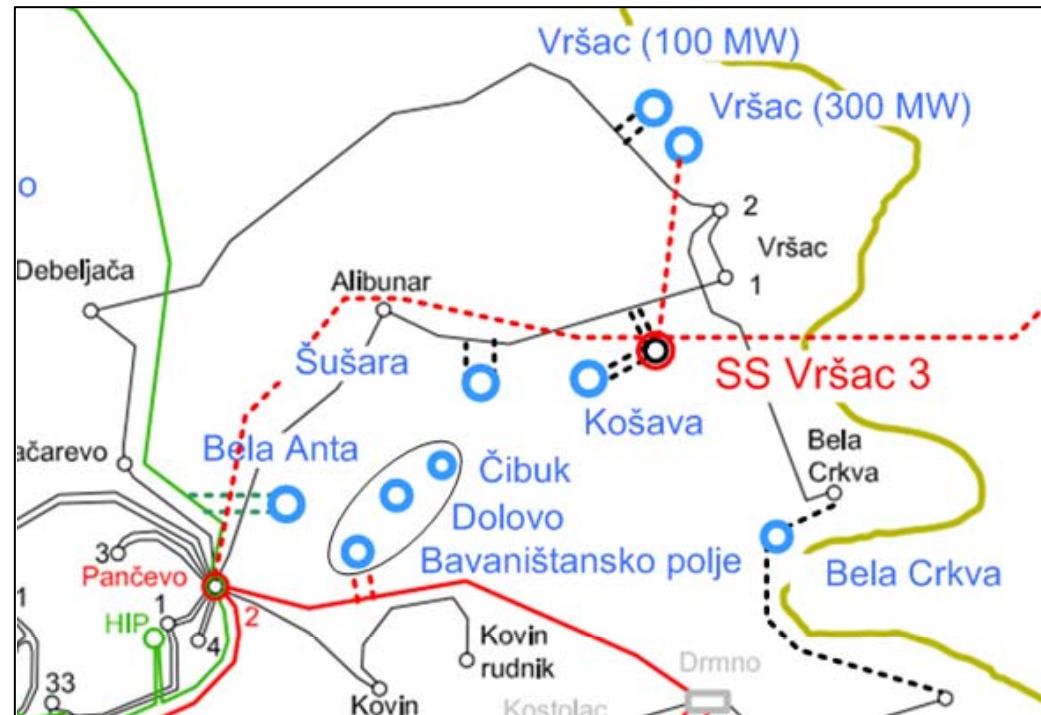 Vršac (100 MW)
Vršac (300 MW)
o
2
Vršac
Debeljača
Alibunar
1
Šušara
SS Vršac 3
Košava
Bela
Crkva
ačarevo
Bela Anta
Čibuk
Dolovo
Bavaništansko polje
Bela Crkva
3
Pančevo
1
1
HIP
2
4
Kovin
rudnik
Drmno
33
Kovin
Kostolac